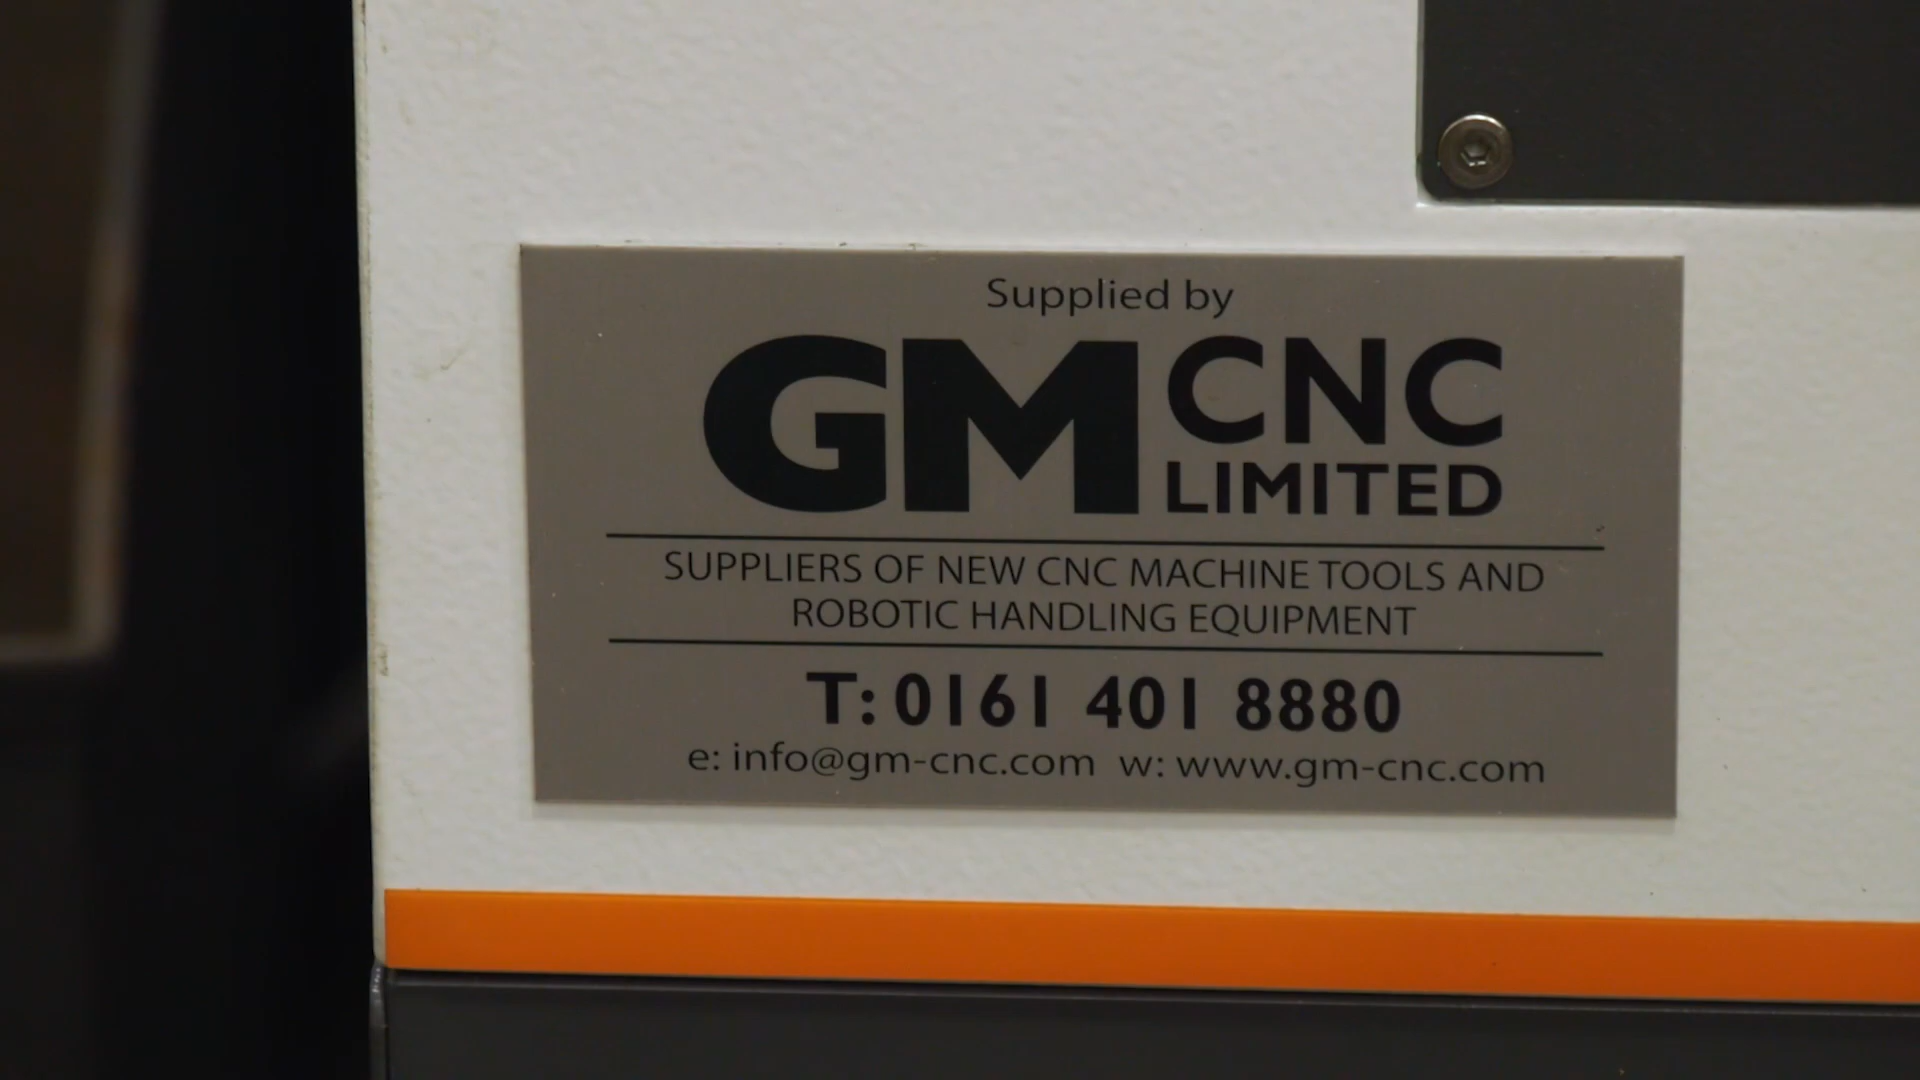 Supplied by
GM CNC
LIMITED
SUPPLIERS OF NEW CNC MACHINE TOOLS AND
ROBOTIC HANDLING EQUIPMENT
T: 0161 401 8880
e: info@gm-cnc.com w: www.gm-cnc.com